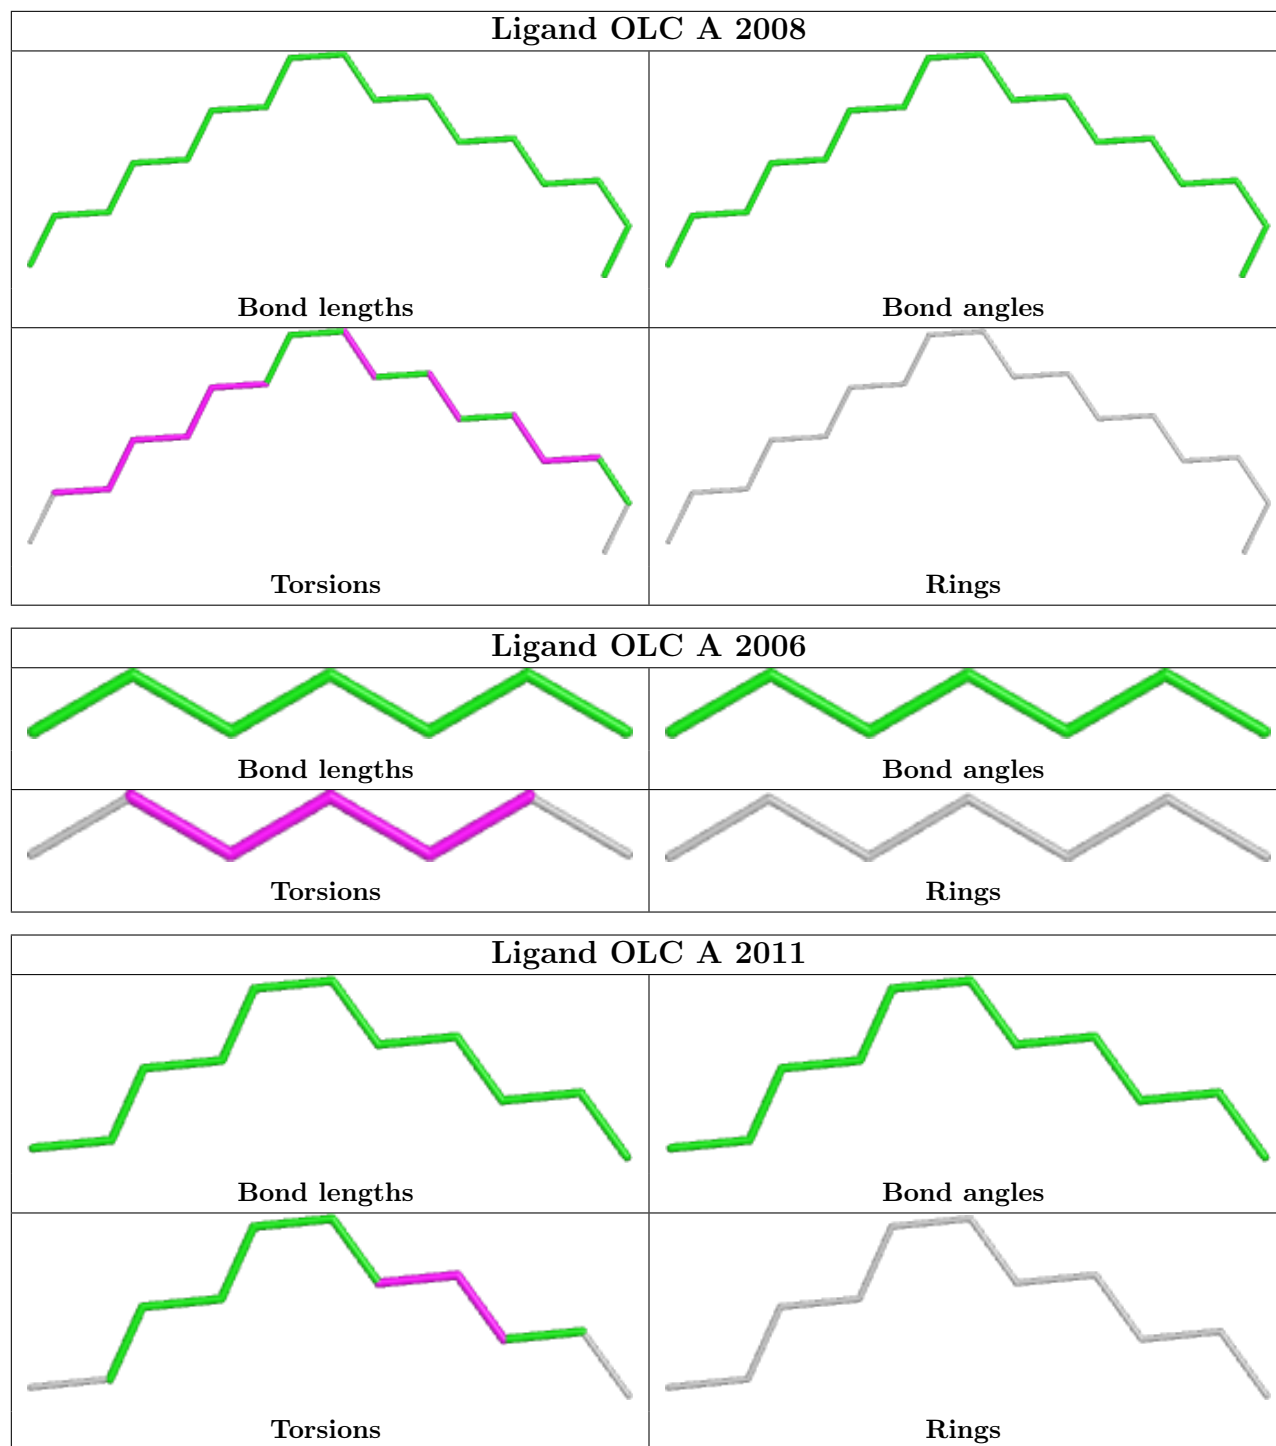 Ligand OLC A 2008
Bond lengths
Bond angles
Torsions
Rings
Ligand OLC A 2006
Bond lengths
Bond angles
Torsions
Rings
Ligand OLC A 2011
Bond lengths
Bond angles
Torsions
Rings